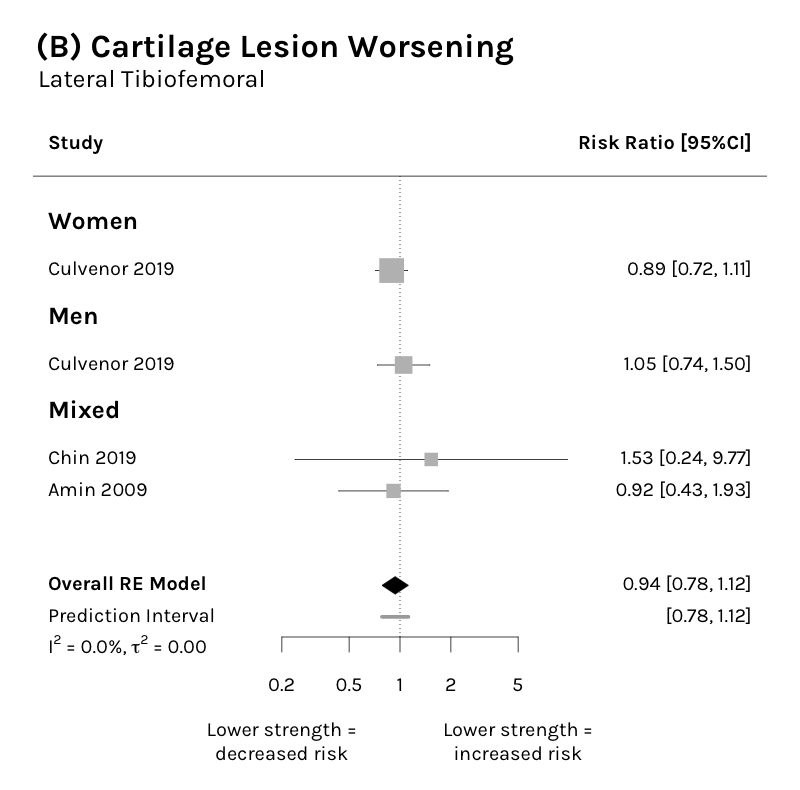 (B) Cartilage Lesion Worsening
Lateral Tibiofemoral
Study Risk Ratio [95%CI]
Women
Culvenor 2019 0.89 [0.72, 1.11]
Men
Culvenor 2019 1.05 [0.74, 1.50]
Mixed
Chin 2019 1.53 [0.24, 9.77]
Amin 2009 0.92 [0.43, 1.93]
Overall RE Model 0.94 [0.78, 1.12]
Prediction Interval [0.78, 1.12]
I² = 0.0%, τ² = 0.00
0.2 0.5 1 2 5
Lower strength = Lower strength =
decreased risk increased risk